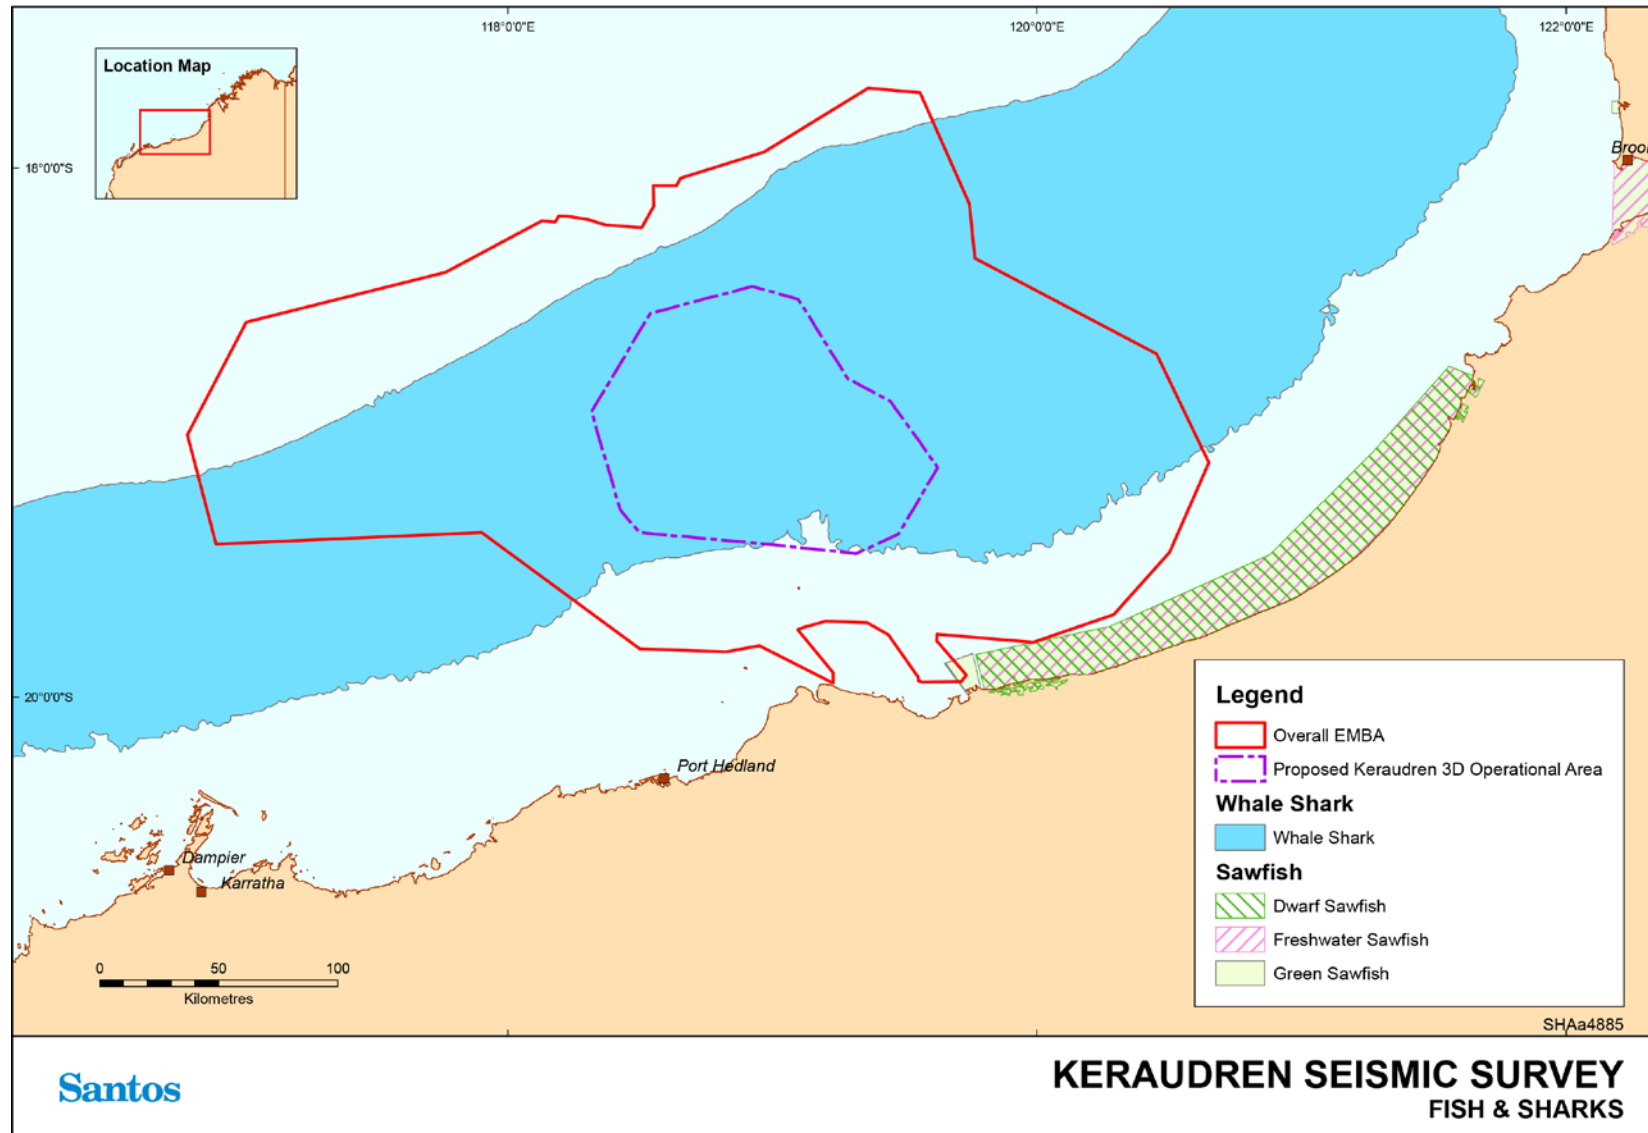 118°0'0"E
120°0'0"E
122°0'0"E
Location Map
18°0'0"S
20°0'0"S
Port Hedland
Dampier
Karratha
0 50 100
Kilometres
Legend
Overall EMBA
Proposed Keraudren 3D Operational Area
Whale Shark
Whale Shark
Sawfish
Dwarf Sawfish
Freshwater Sawfish
Green Sawfish
SHAa4885
Santos
KERAUDREN SEISMIC SURVEY
FISH & SHARKS